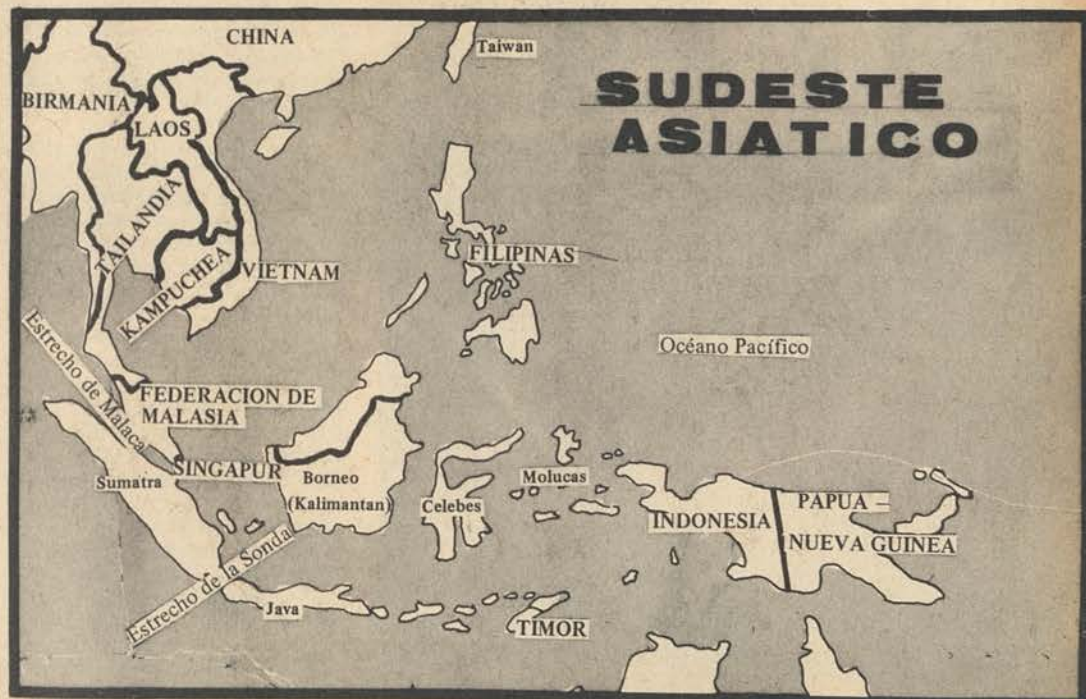 SUDESTE
ASIATICO
CHINA
Taiwan
BIRMANIA
LAOS
TAILANDIA
KAMPUCHEA
VIETNAM
FILIPINAS
Océano Pacífico
Estrecho de Malaca
FEDERACION DE
MALASIA
SINGAPUR
Sumatra
Borneo
(Kalimantan)
Celebes
Molucas
INDONESIA
PAPUA –
NUEVA GUINEA
Estrecho de la Sonda
Java
TIMOR